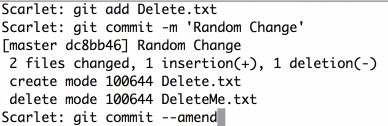 Scarlet: git add Delete.txt
Scarlet: git commit -m 'Random Change'
[master dc8bb46] Random Change
 2 files changed, 1 insertion(+), 1 deletion(-)
 create mode 100644 Delete.txt
 delete mode 100644 DeleteMe.txt
Scarlet: git commit --amend